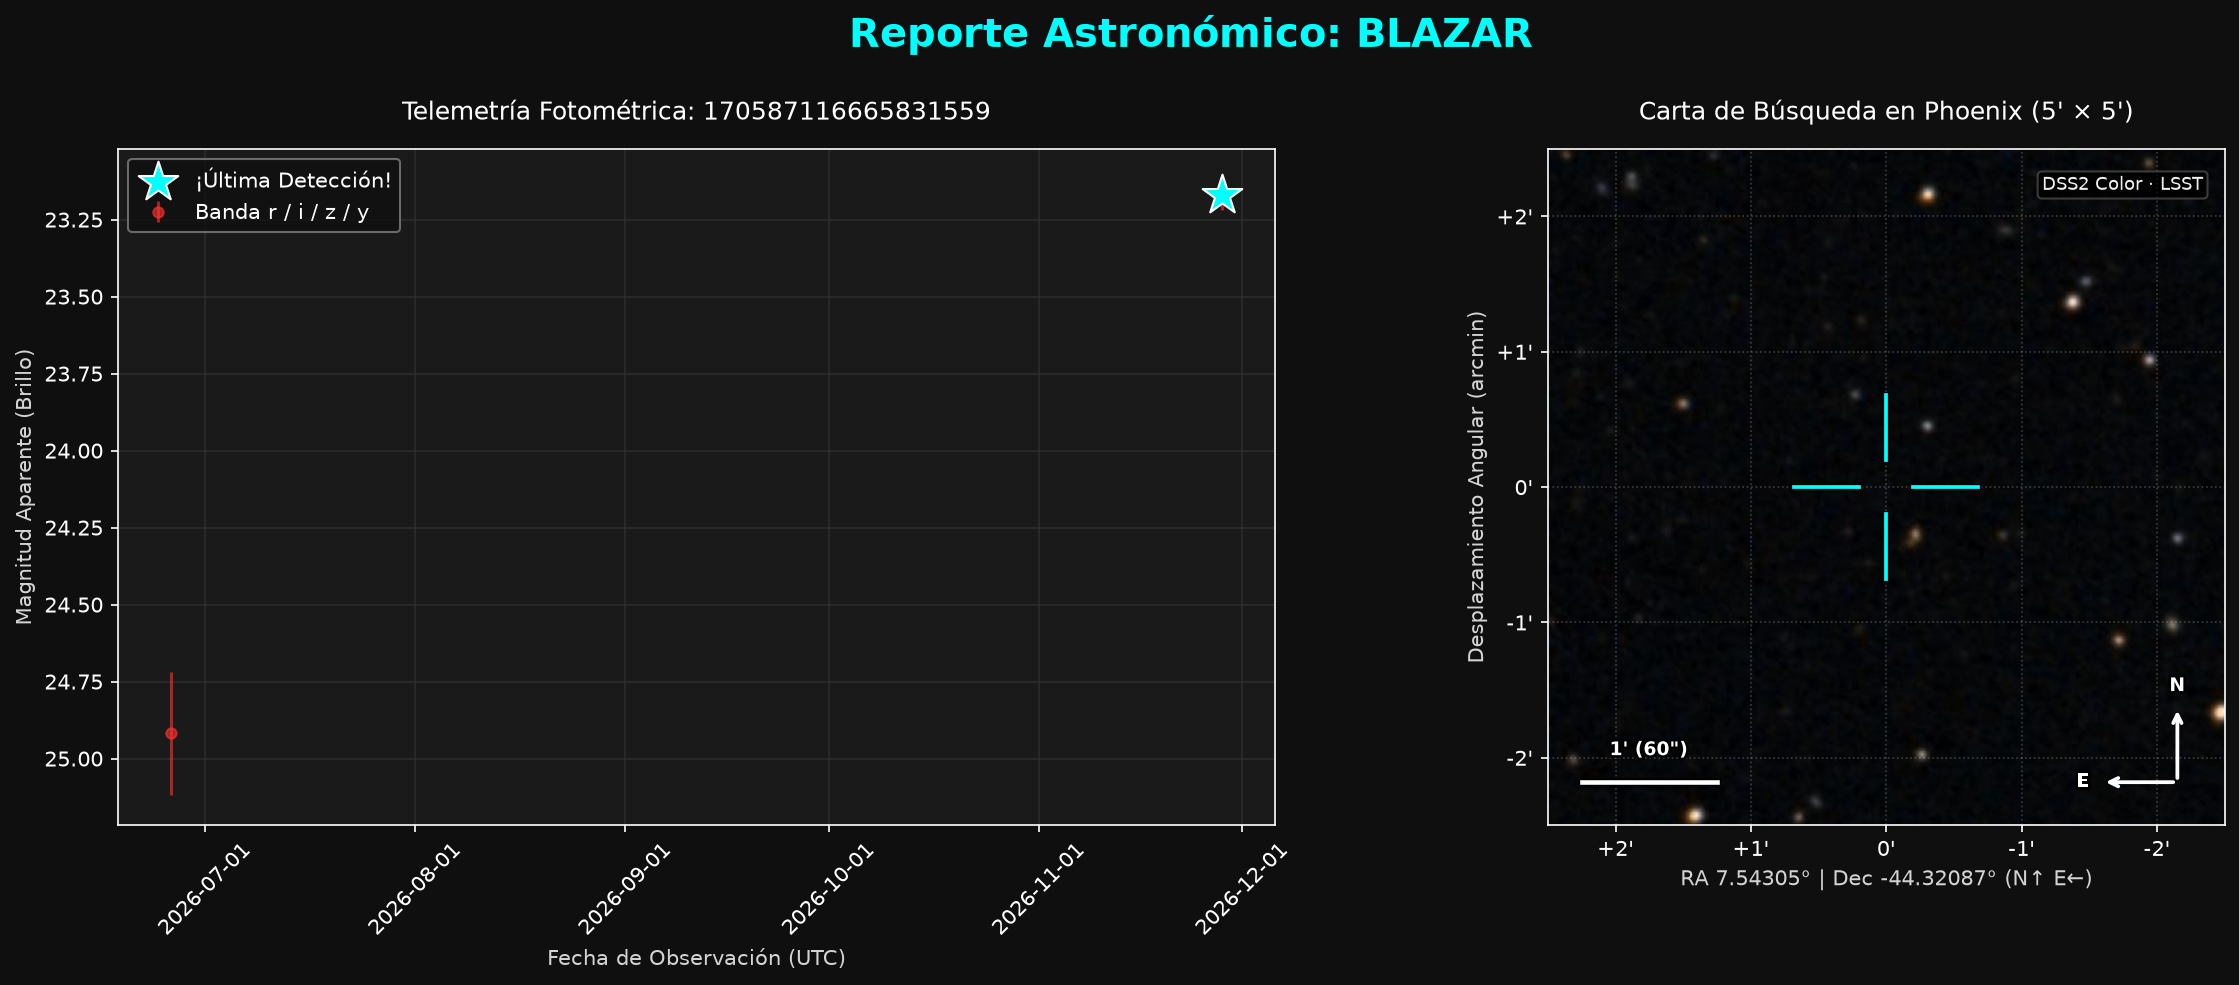 Reporte Astronómico: BLAZAR
Telemetría Fotométrica: 170587116665831559
¡Última Detección!
Banda r / i / z / y
Magnitud Aparente (Brillo)
23.25
23.50
23.75
24.00
24.25
24.50
24.75
25.00
2026-07-01
2026-08-01
2026-09-01
2026-10-01
2026-11-01
2026-12-01
Fecha de Observación (UTC)
Carta de Búsqueda en Phoenix (5' × 5')
DSS2 Color · LSST
Desplazamiento Angular (arcmin)
+2'
+1'
0'
-1'
-2'
N
E
1' (60")
+2'
+1'
0'
-1'
-2'
RA 7.54305° | Dec -44.32087° (N↑ E←)